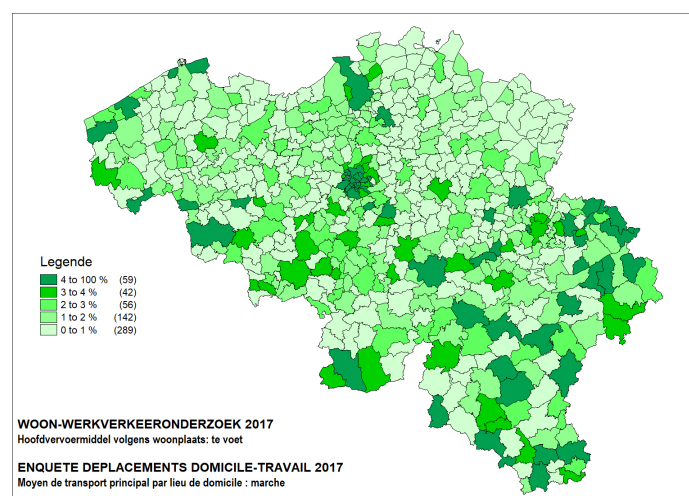 Legende
4 to 100 % (59)
3 to 4 % (42)
2 to 3 % (56)
1 to 2 % (142)
0 to 1 % (289)
WOON-WERKVERKEERONDERZOEK 2017
Hoofdvervoermiddel volgens woonplaats: te voet
ENQUETE DEPLACEMENTS DOMICILE-TRAVAIL 2017
Moyen de transport principal par lieu de domicile : marche